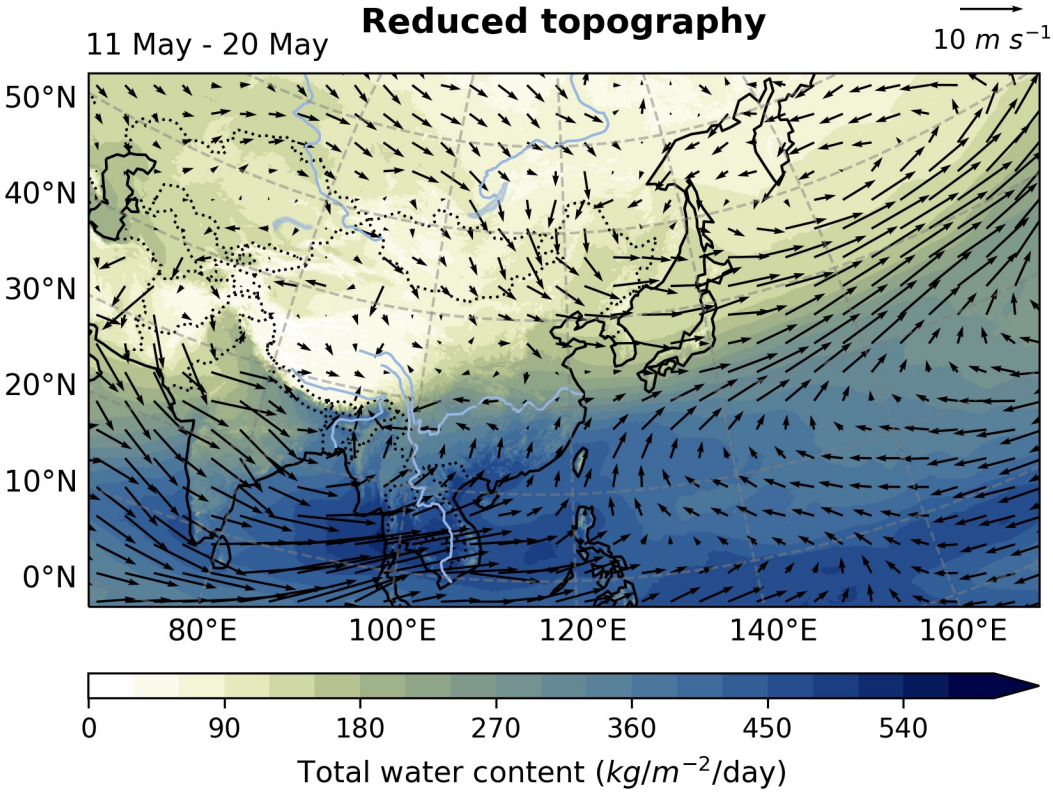 Reduced topography
11 May - 20 May
10 m s⁻¹
50°N
40°N
30°N
20°N
10°N
0°N
80°E 100°E 120°E 140°E 160°E
0 90 180 270 360 450 540
Total water content (kg/m⁻²/day)